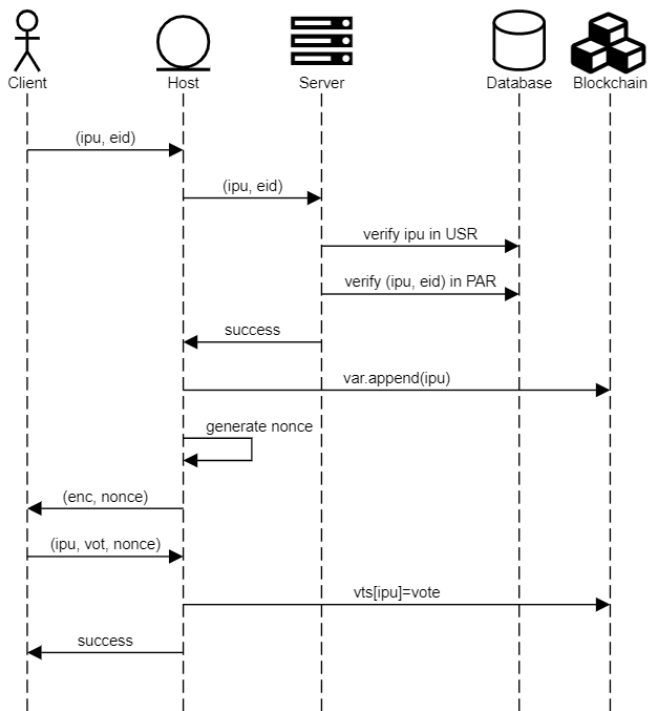 Client
Host
Server
Database
Blockchain
(ipu, eid)
(ipu, eid)
verify ipu in USR
verify (ipu, eid) in PAR
success
var.append(ipu)
generate nonce
(enc, nonce)
(ipu, vot, nonce)
vts[ipu]=vote
success